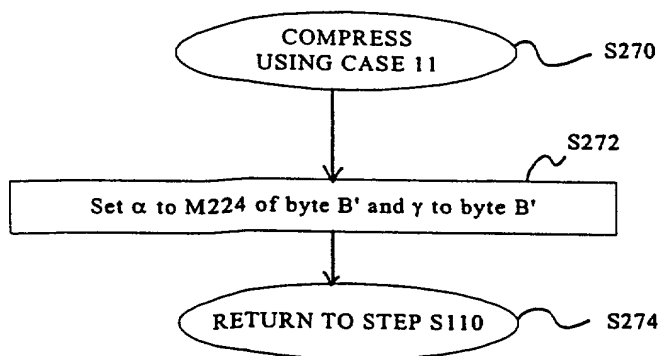 COMPRESS
USING CASE 11
S270
S272
Set α to M224 of byte B' and γ to byte B'
RETURN TO STEP S110
S274